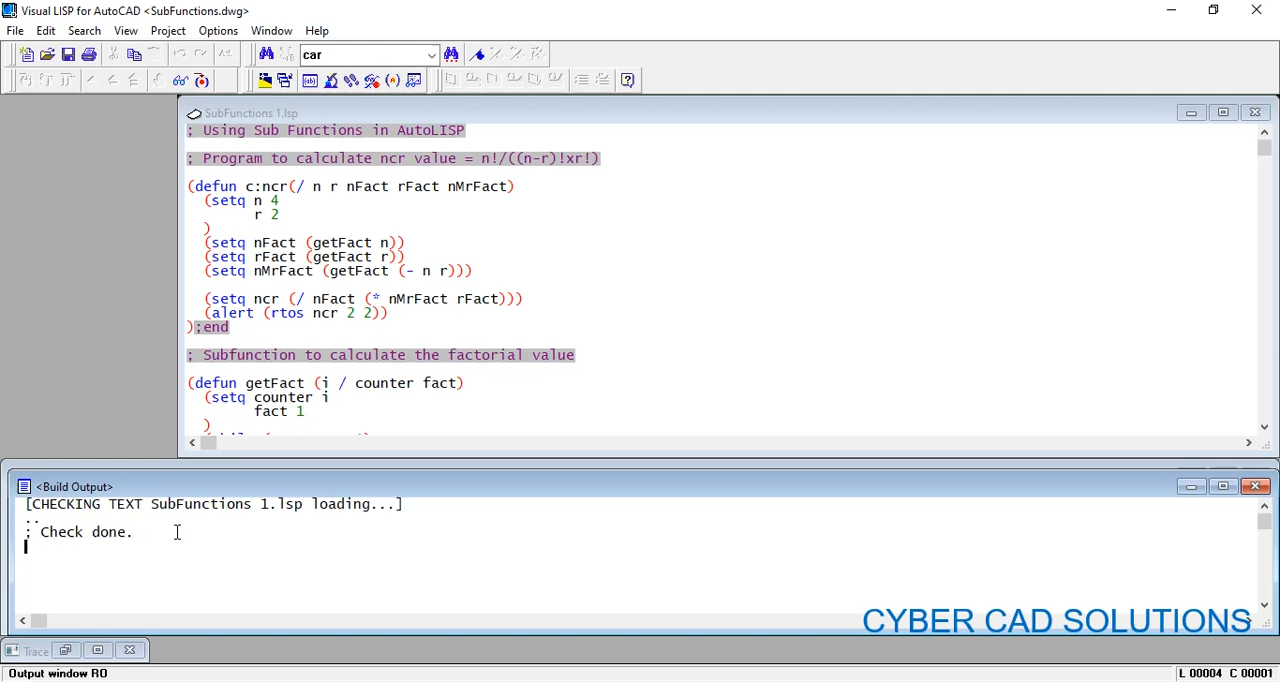 Visual LISP for AutoCAD <SubFunctions.dwg>
File Edit Search View Project Options Window Help
car
SubFunctions 1.lsp
; Using Sub Functions in AutoLISP
; Program to calculate ncr value = n!/((n-r)!xr!)
(defun c:ncr(/ n r nFact rFact nMrFact)
(setq n 4
r 2
)
(setq nFact (getFact n))
(setq rFact (getFact r))
(setq nMrFact (getFact (- n r)))
(setq ncr (/ nFact (* nMrFact rFact)))
(alert (rtos ncr 2 2))
);end
; Subfunction to calculate the factorial value
(defun getFact (i / counter fact)
(setq counter i
fact 1
)
<Build Output>
[CHECKING TEXT SubFunctions 1.lsp loading...]
..
; Check done.
CYBER CAD SOLUTIONS
Trace
Output window RO
L 00004 C 00001